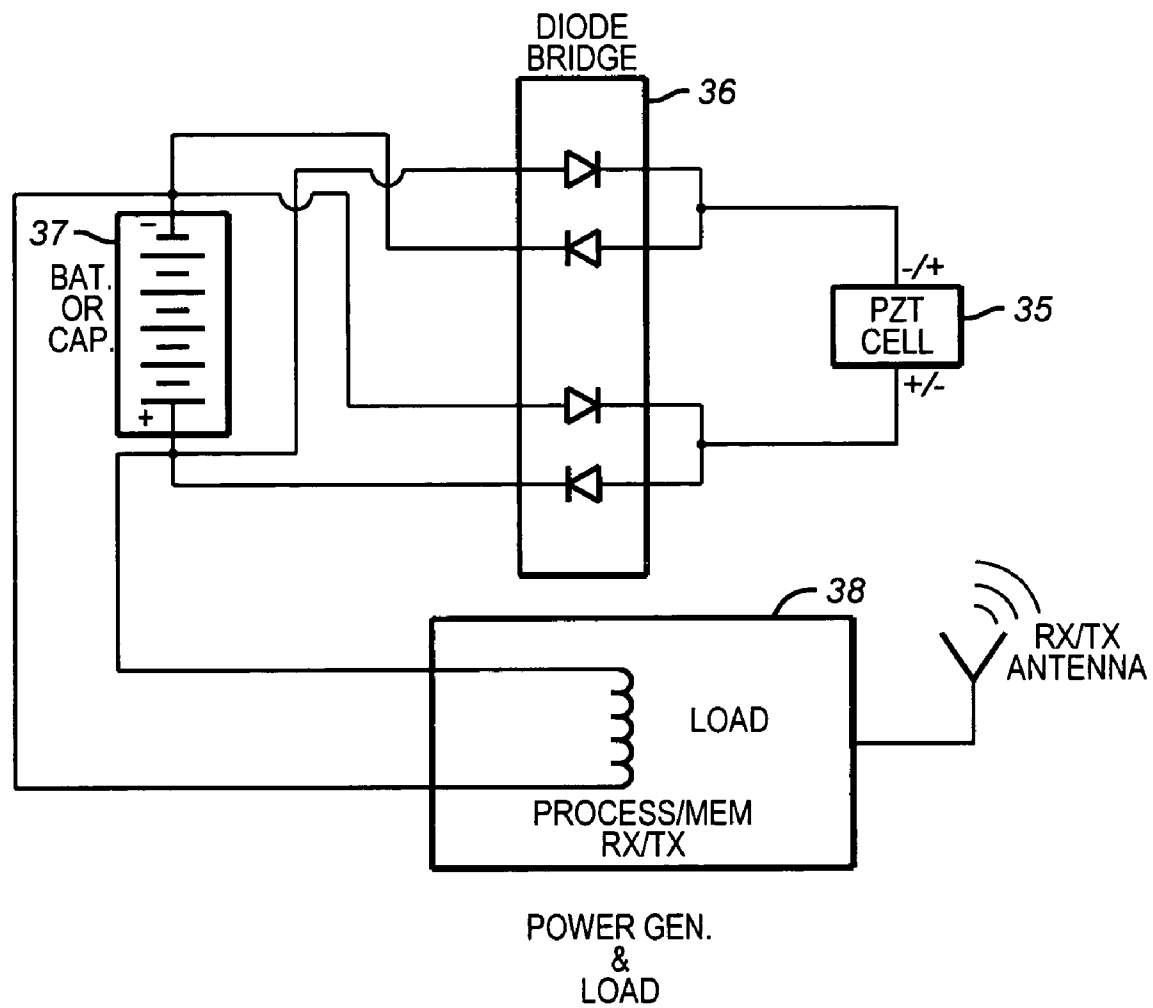 DIODE
BRIDGE
36
37
−
BAT.
OR
CAP.
+
-/+
PZT
CELL
35
+/-
38
RX/TX
ANTENNA
LOAD
PROCESS/MEM
RX/TX
POWER GEN.
&
LOAD